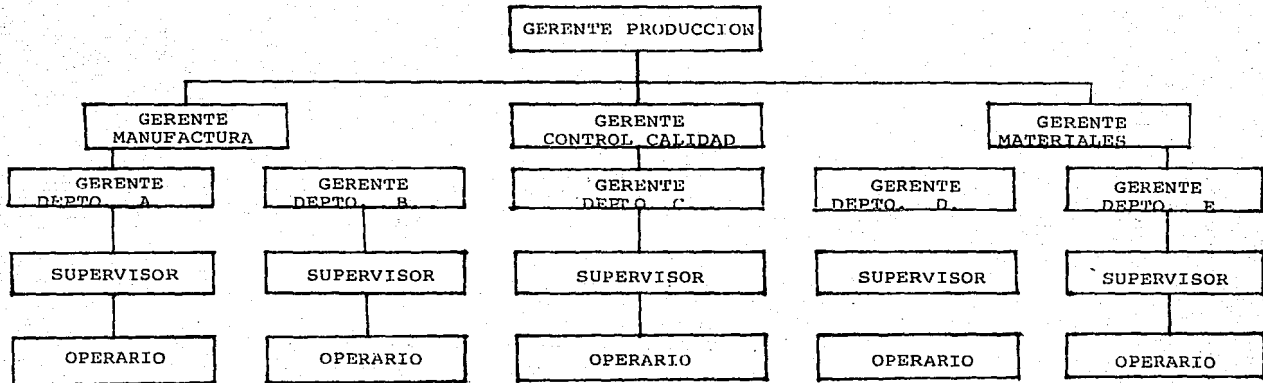 GERENTE PRODUCCION
GERENTE
MANUFACTURA
GERENTE
CONTROL CALIDAD
GERENTE
MATERIALES
GERENTE
DEPTO. A
GERENTE
DEPTO. B.
GERENTE
DEPTO C
GERENTE
DEPTO. D.
GERENTE
DEPTO. E
SUPERVISOR
SUPERVISOR
SUPERVISOR
SUPERVISOR
SUPERVISOR
OPERARIO
OPERARIO
OPERARIO
OPERARIO
OPERARIO